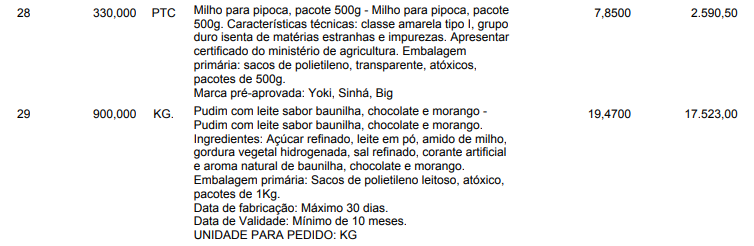 28 330,000 PTC Milho para pipoca, pacote 500g - Milho para pipoca, pacote 7,8500 2.590,50
500g. Características técnicas: classe amarela tipo I, grupo
duro isenta de matérias estranhas e impurezas. Apresentar
certificado do ministério de agricultura. Embalagem
primária: sacos de polietileno, transparente, atóxicos,
pacotes de 500g.
Marca pré-aprovada: Yoki, Sinhá, Big
29 900,000 KG. Pudim com leite sabor baunilha, chocolate e morango - 19,4700 17.523,00
Pudim com leite sabor baunilha, chocolate e morango.
Ingredientes: Açúcar refinado, leite em pó, amido de milho,
gordura vegetal hidrogenada, sal refinado, corante artificial
e aroma natural de baunilha, chocolate e morango.
Embalagem primária: Sacos de polietileno leitoso, atóxico,
pacotes de 1Kg.
Data de fabricação: Máximo 30 dias.
Data de Validade: Mínimo de 10 meses.
UNIDADE PARA PEDIDO: KG